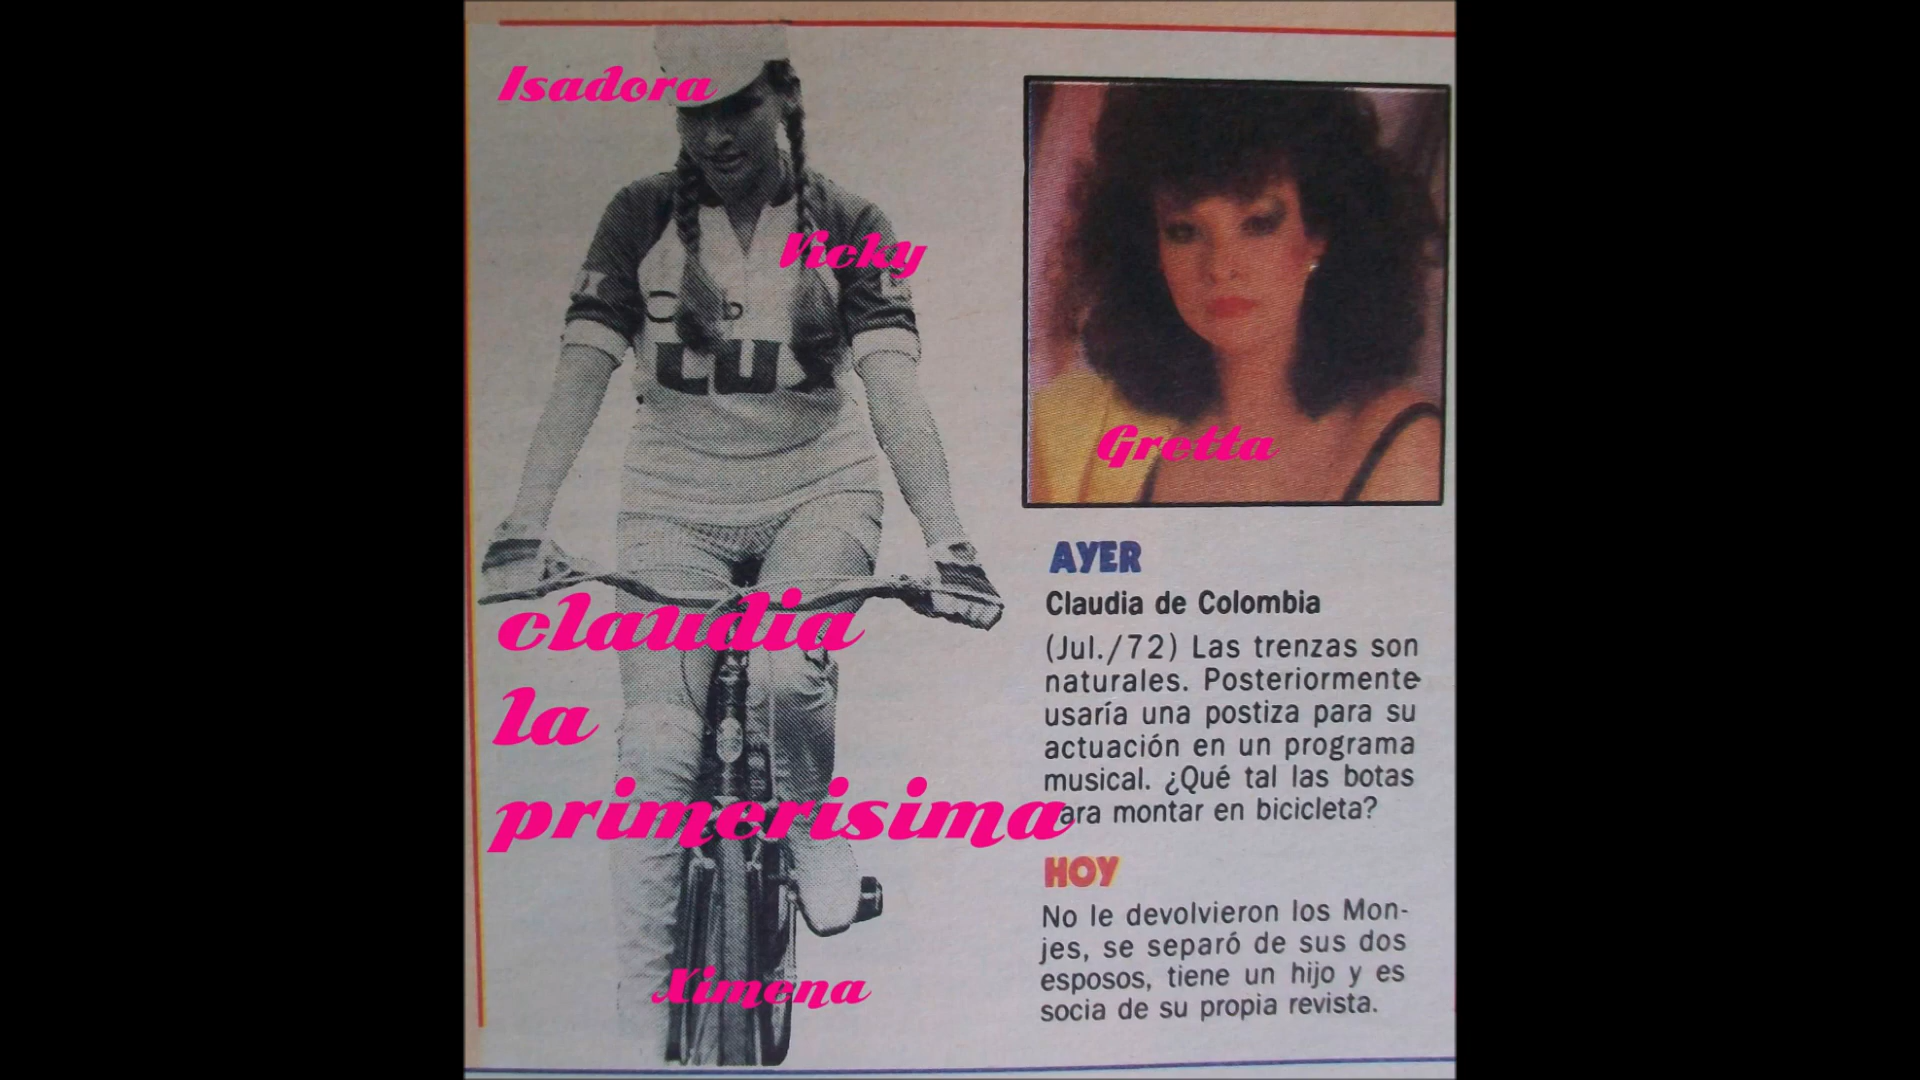 Isadora
Vicky
LU
Gretta
claudia
la
primerisima
Ximena
AYER
Claudia de Colombia
(Jul./72) Las trenzas son
naturales. Posteriormente
usaría una postiza para su
actuación en un programa
musical. ¿Qué tal las botas
ara montar en bicicleta?
HOY
No le devolvieron los Mon-
jes, se separó de sus dos
esposos, tiene un hijo y es
socia de su propia revista.